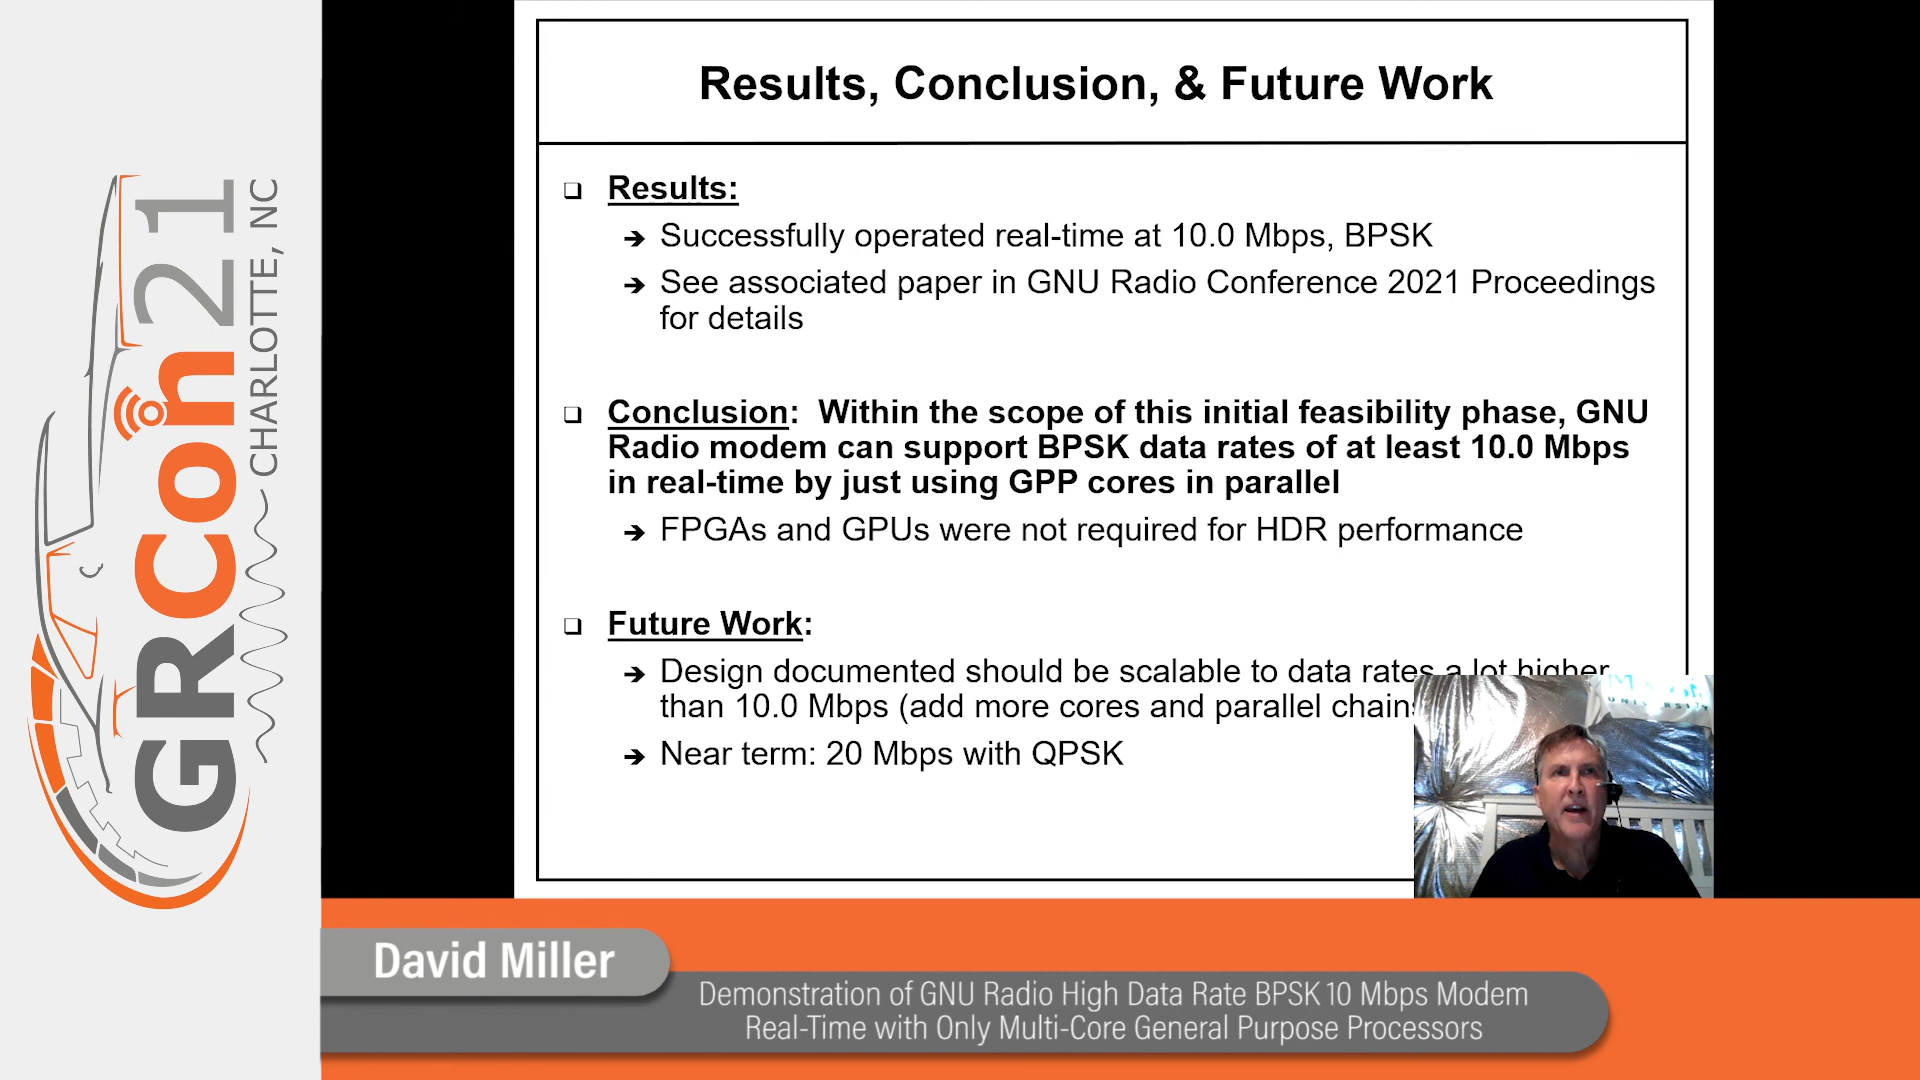 Results, Conclusion, & Future Work
Results:
Successfully operated real-time at 10.0 Mbps, BPSK
See associated paper in GNU Radio Conference 2021 Proceedings
for details
Conclusion: Within the scope of this initial feasibility phase, GNU
Radio modem can support BPSK data rates of at least 10.0 Mbps
in real-time by just using GPP cores in parallel
FPGAs and GPUs were not required for HDR performance
Future Work:
Design documented should be scalable to data rates a lot higher
than 10.0 Mbps (add more cores and parallel chains
Near term: 20 Mbps with QPSK
GRCon21
CHARLOTTE, NC
David Miller
Demonstration of GNU Radio High Data Rate BPSK 10 Mbps Modem
Real-Time with Only Multi-Core General Purpose Processors